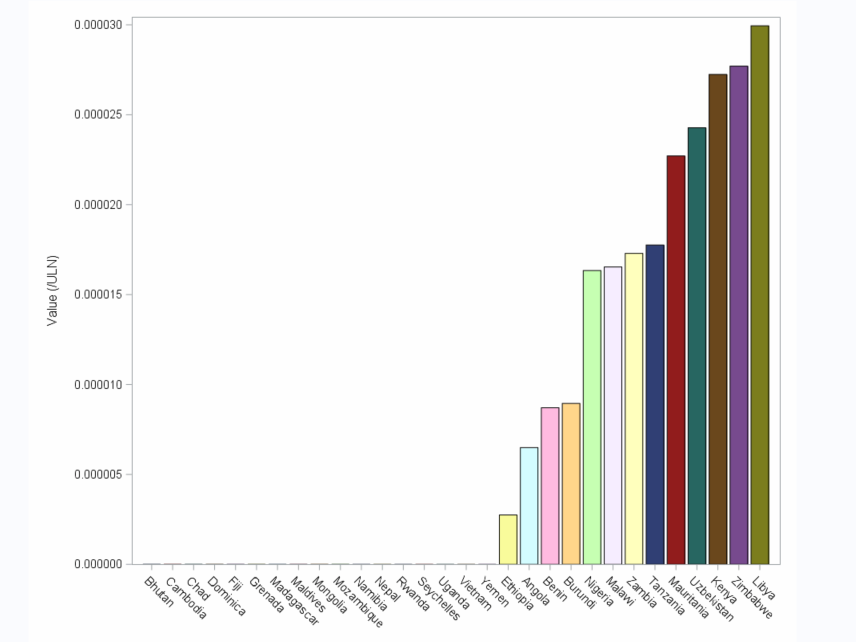 0.000030
0.000025
0.000020
0.000015
0.000010
0.000005
0.000000
Value (/ULN)
Bhutan
Cambodia
Chad
Dominica
Fiji
Grenada
Madagascar
Maldives
Mongolia
Mozambique
Namibia
Nepal
Rwanda
Seychelles
Uganda
Vietnam
Yemen
Ethiopia
Angola
Benin
Burundi
Nigeria
Malawi
Zambia
Tanzania
Mauritania
Uzbekistan
Kenya
Zimbabwe
Libya